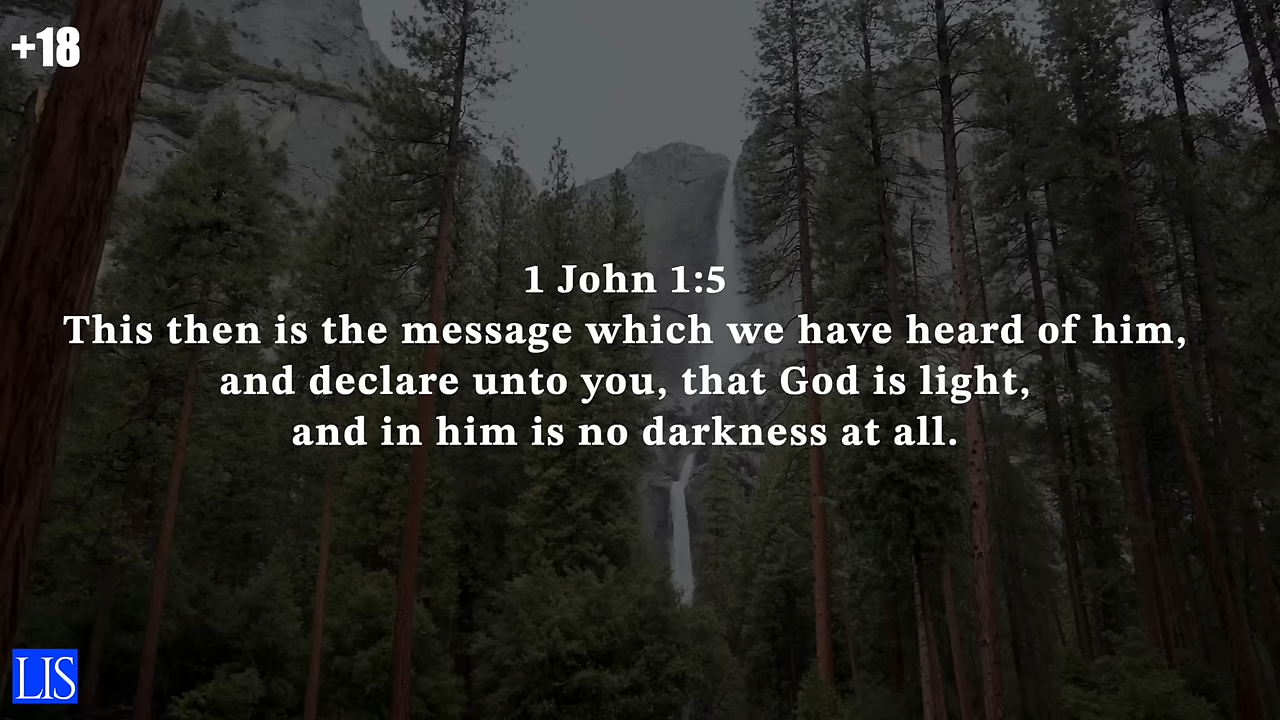 +18
1 John 1:5
This then is the message which we have heard of him,
and declare unto you, that God is light,
and in him is no darkness at all.
LIS